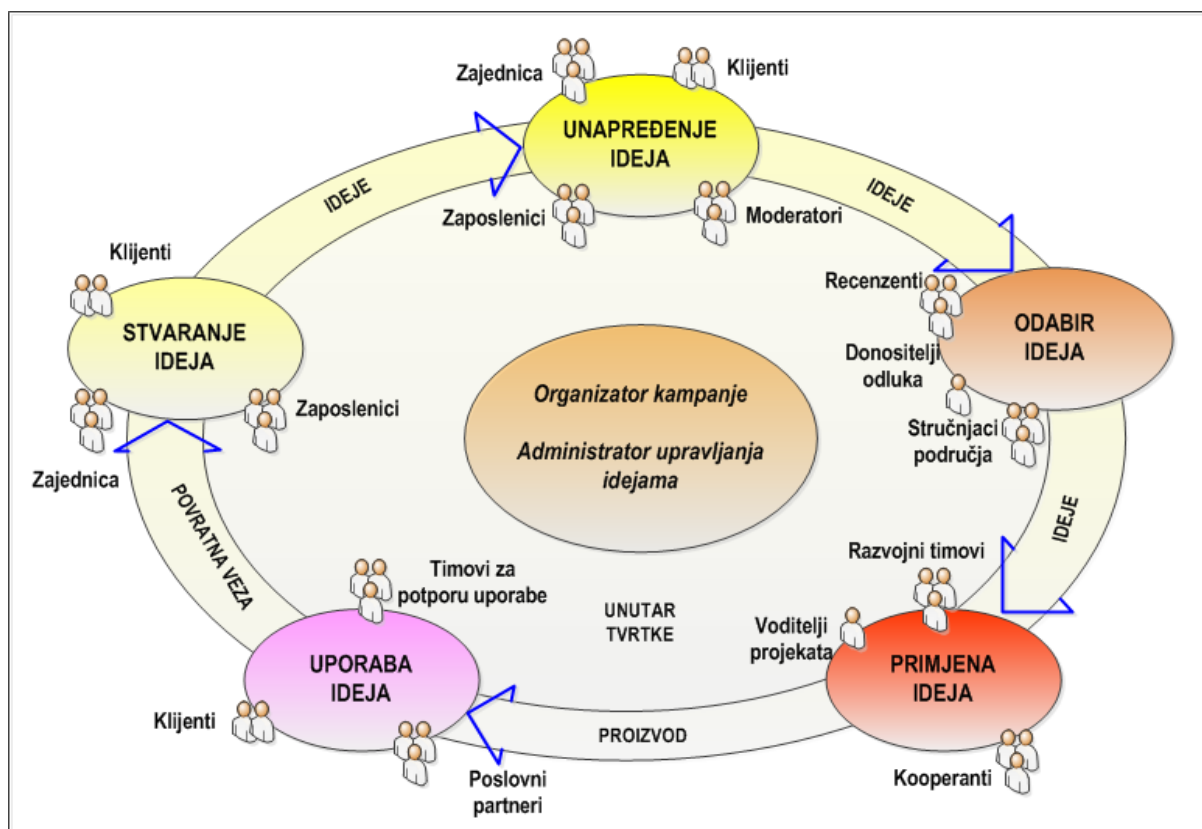 Zajednica
Klijenti
UNAPREĐENJE
IDEJA
Zaposlenici
Moderatori
IDEJE
IDEJE
Klijenti
STVARANJE
IDEJA
Zaposlenici
Zajednica
Recenzenti
ODABIR
IDEJA
Donositelji
odluka
Stručnjaci
područja
Organizator kampanje
Administrator upravljanja
idejama
POVRATNA VEZA
IDEJE
Timovi za
potporu uporabe
UNUTAR
TVRTKE
Razvojni timovi
Voditelji
projekata
UPORABA
IDEJA
PRIMJENA
IDEJA
Klijenti
PROIZVOD
Poslovni
partneri
Kooperanti